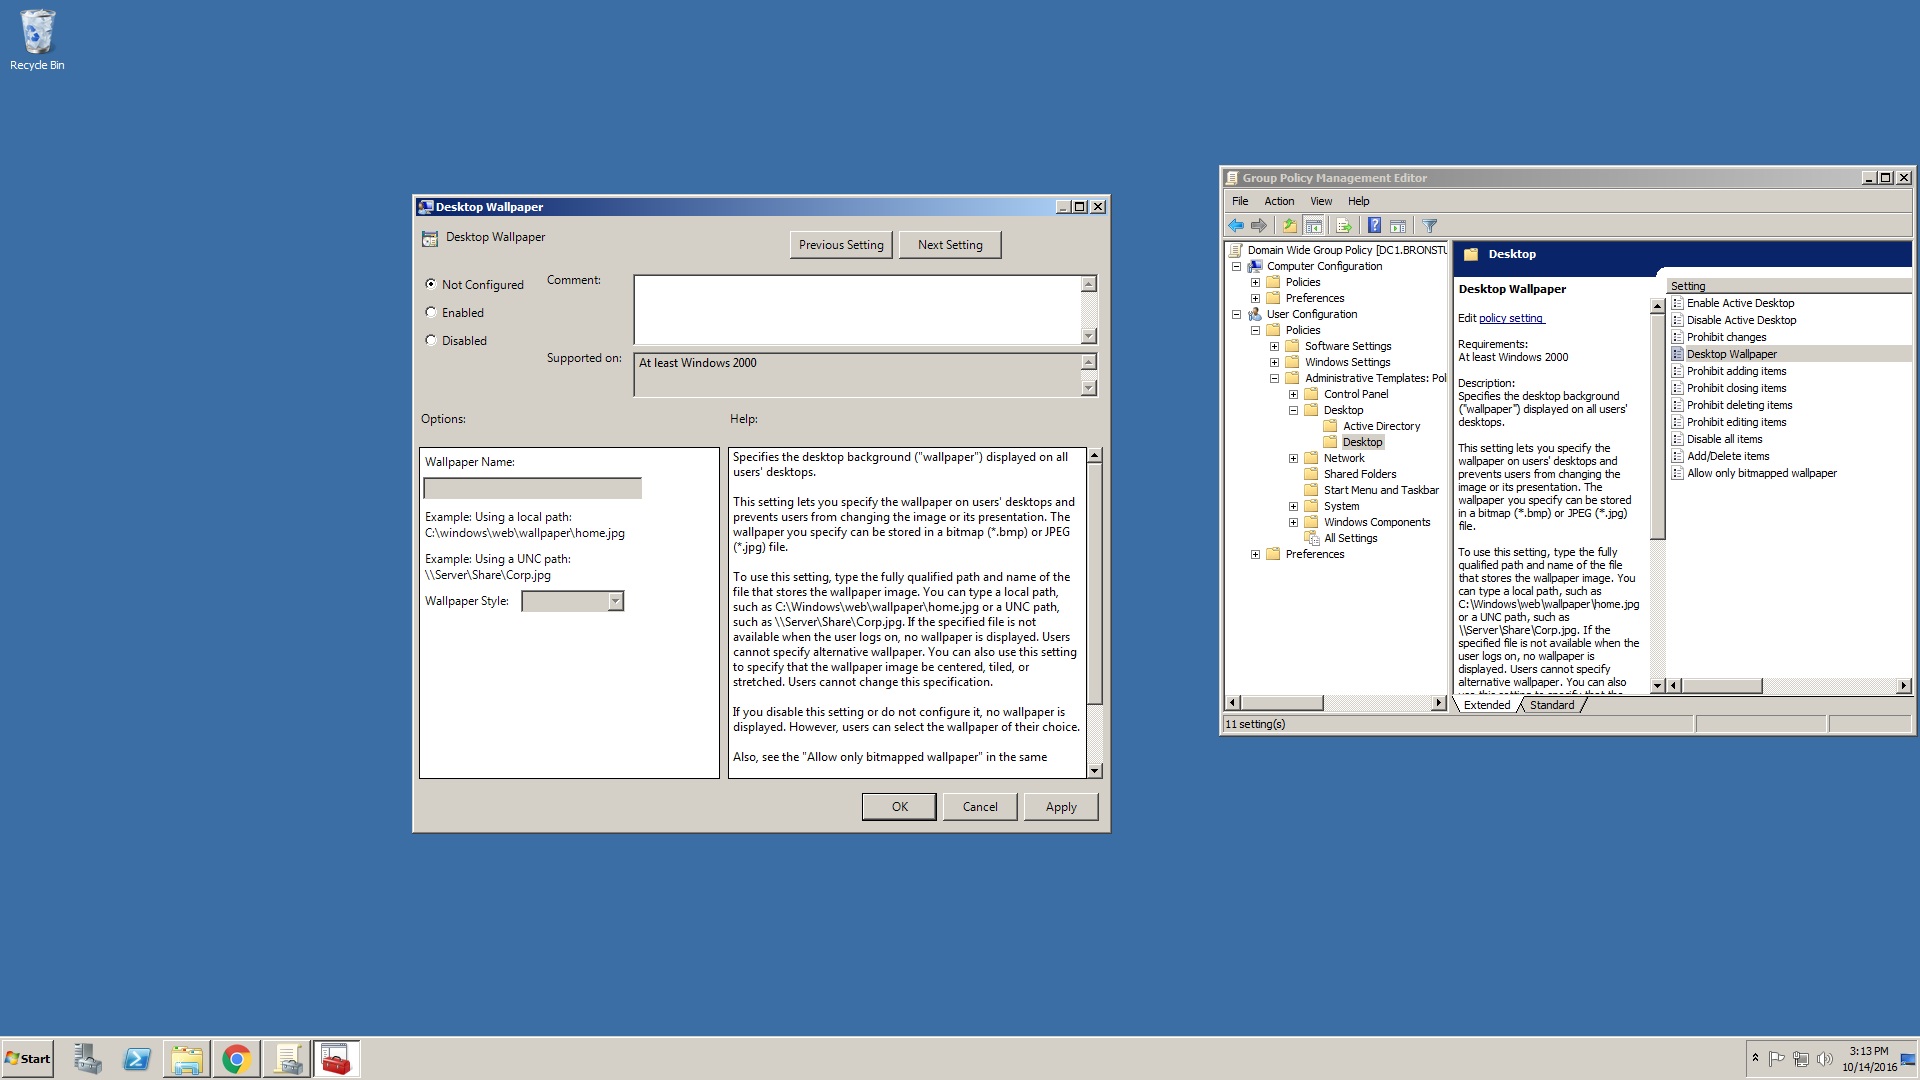 Recycle Bin
Desktop Wallpaper
Desktop Wallpaper
Previous Setting
Next Setting
Not Configured
Enabled
Disabled
Comment:
Supported on:
At least Windows 2000
Options:
Help:
Wallpaper Name:
Example: Using a local path:
C:\windows\web\wallpaper\home.jpg
Example: Using a UNC path:
\\Server\Share\Corp.jpg
Wallpaper Style:
Specifies the desktop background ("wallpaper") displayed on all
users' desktops.
This setting lets you specify the wallpaper on users' desktops and
prevents users from changing the image or its presentation. The
wallpaper you specify can be stored in a bitmap (*.bmp) or JPEG
(*.jpg) file.
To use this setting, type the fully qualified path and name of the
file that stores the wallpaper image. You can type a local path,
such as C:\Windows\web\wallpaper\home.jpg or a UNC path,
such as \\Server\Share\Corp.jpg. If the specified file is not
available when the user logs on, no wallpaper is displayed. Users
cannot specify alternative wallpaper. You can also use this setting
to specify that the wallpaper image be centered, tiled, or
stretched. Users cannot change this specification.
If you disable this setting or do not configure it, no wallpaper is
displayed. However, users can select the wallpaper of their choice.
Also, see the "Allow only bitmapped wallpaper" in the same
OK
Cancel
Apply
Group Policy Management Editor
File Action View Help
Domain Wide Group Policy [DC1.BRONSTU
Computer Configuration
Policies
Preferences
User Configuration
Policies
Software Settings
Windows Settings
Administrative Templates: Pol
Control Panel
Desktop
Active Directory
Desktop
Network
Shared Folders
Start Menu and Taskbar
System
Windows Components
All Settings
Preferences
Desktop
Desktop Wallpaper
Edit policy setting
Requirements:
At least Windows 2000
Description:
Specifies the desktop background
("wallpaper") displayed on all users'
desktops.
This setting lets you specify the
wallpaper on users' desktops and
prevents users from changing the
image or its presentation. The
wallpaper you specify can be stored
in a bitmap (*.bmp) or JPEG (*.jpg)
file.
To use this setting, type the fully
qualified path and name of the file
that stores the wallpaper image. You
can type a local path, such as
C:\Windows\web\wallpaper\home.jpg
or a UNC path, such as
\\Server\Share\Corp.jpg. If the
specified file is not available when the
user logs on, no wallpaper is
displayed. Users cannot specify
alternative wallpaper. You can also
use this setting to specify that the
Setting
Enable Active Desktop
Disable Active Desktop
Prohibit changes
Desktop Wallpaper
Prohibit adding items
Prohibit closing items
Prohibit deleting items
Prohibit editing items
Disable all items
Add/Delete items
Allow only bitmapped wallpaper
Extended
Standard
11 setting(s)
Start
3:13 PM
10/14/2016